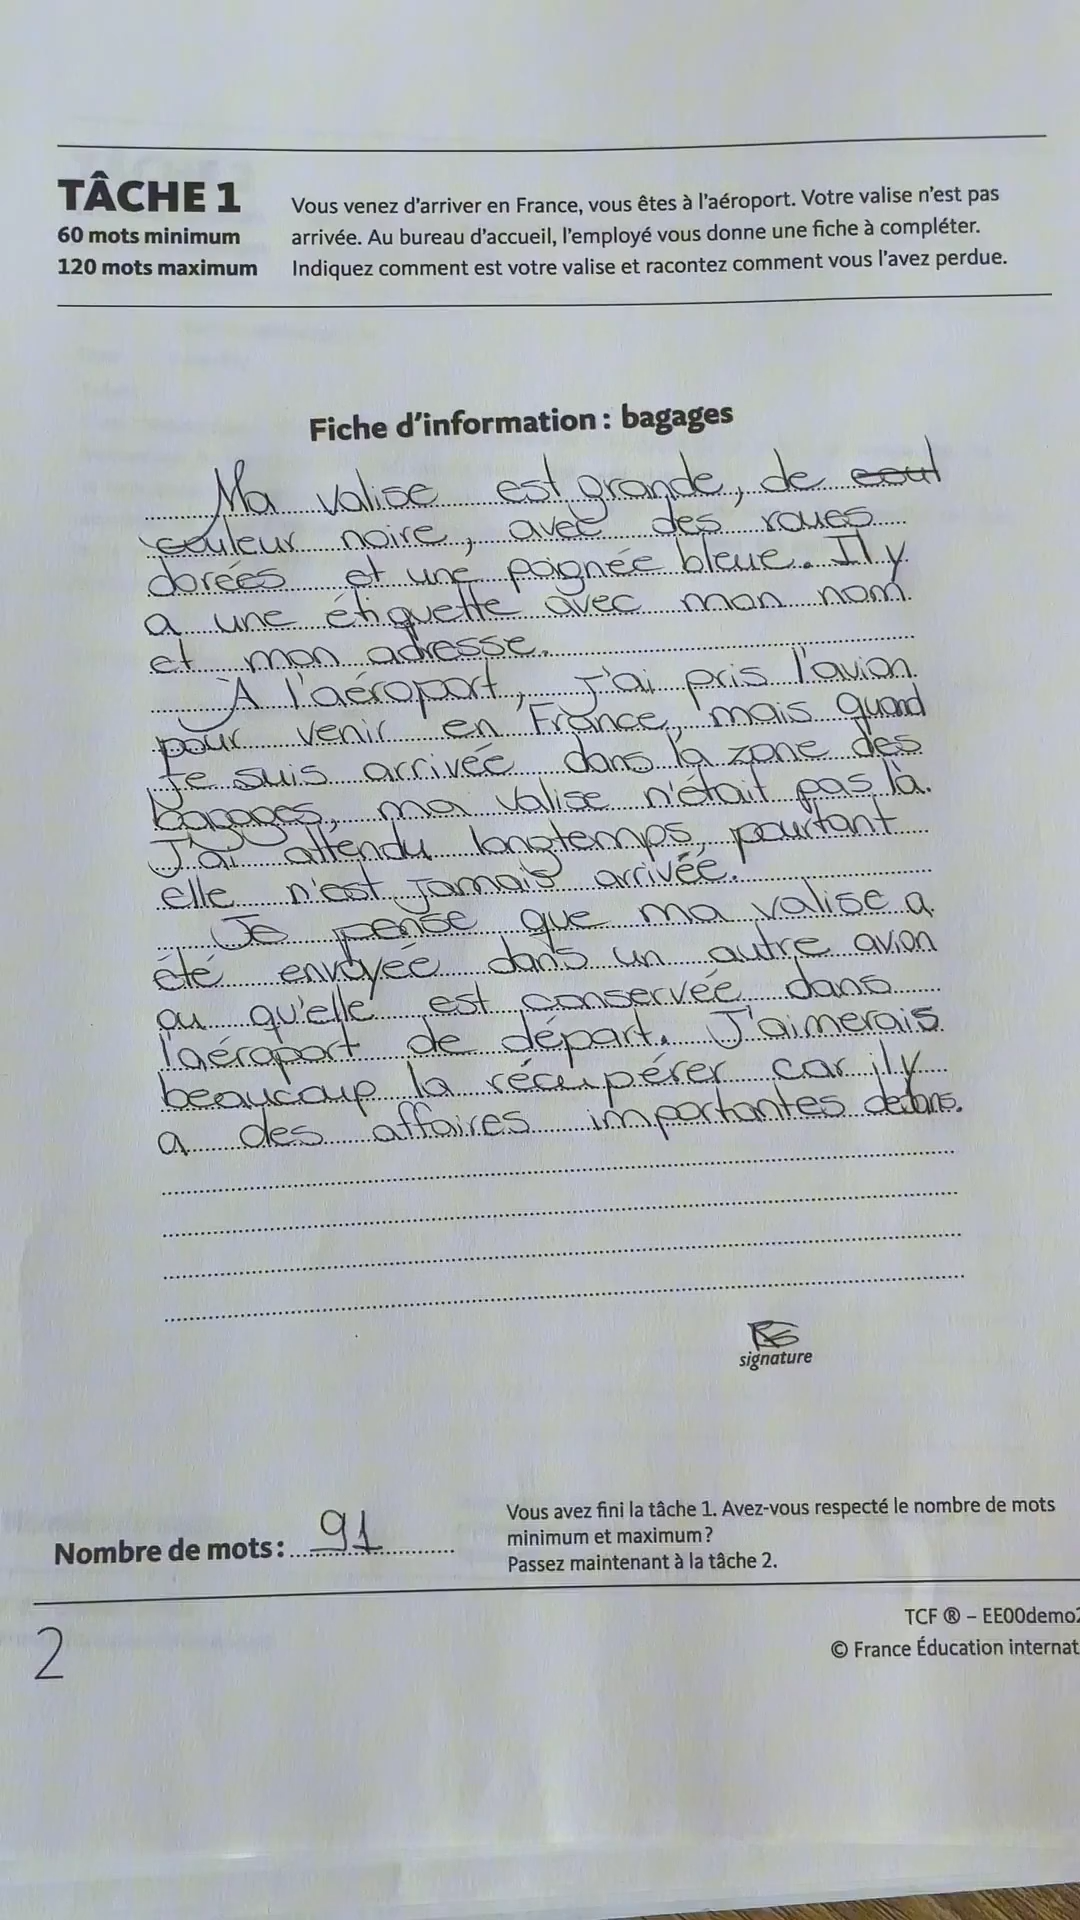 TÂCHE 1
60 mots minimum
120 mots maximum
Vous venez d'arriver en France, vous êtes à l'aéroport. Votre valise n'est pas
arrivée. Au bureau d'accueil, l'employé vous donne une fiche à compléter.
Indiquez comment est votre valise et racontez comment vous l'avez perdue.
Fiche d'information : bagages
Ma valise est grande, de coul
couleur noire, avec des roues
dorées et une poignée bleue. Il y
a une étiquette avec mon nom
et mon adresse.
À l'aéroport, j'ai pris l'avion
pour venir en France, mais quand
je suis arrivée dans la zone des
bagages, ma valise n'était pas là.
J'ai attendu longtemps, pourtant
elle n'est jamais arrivée.
Je pense que ma valise a
été envoyée dans un autre avion
ou qu'elle est conservée dans
l'aéroport de départ. J'aimerais
beaucoup la récupérer car il y
a des affaires importantes dedans.
signature
Nombre de mots : 91
Vous avez fini la tâche 1. Avez-vous respecté le nombre de mots
minimum et maximum ?
Passez maintenant à la tâche 2.
2
TCF ® – EE00demo2
© France Éducation internat